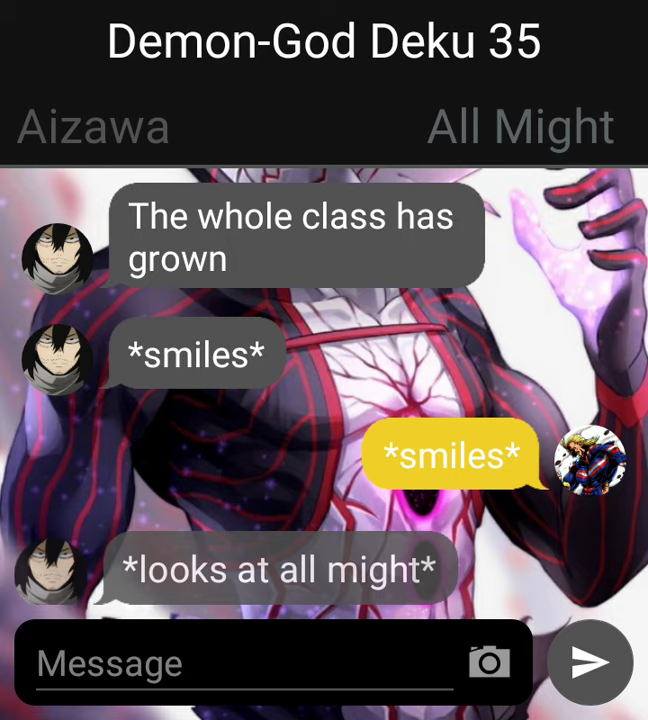 Demon-God Deku 35
Aizawa
All Might
The whole class has
grown
*smiles*
*smiles*
*looks at all might*
Message